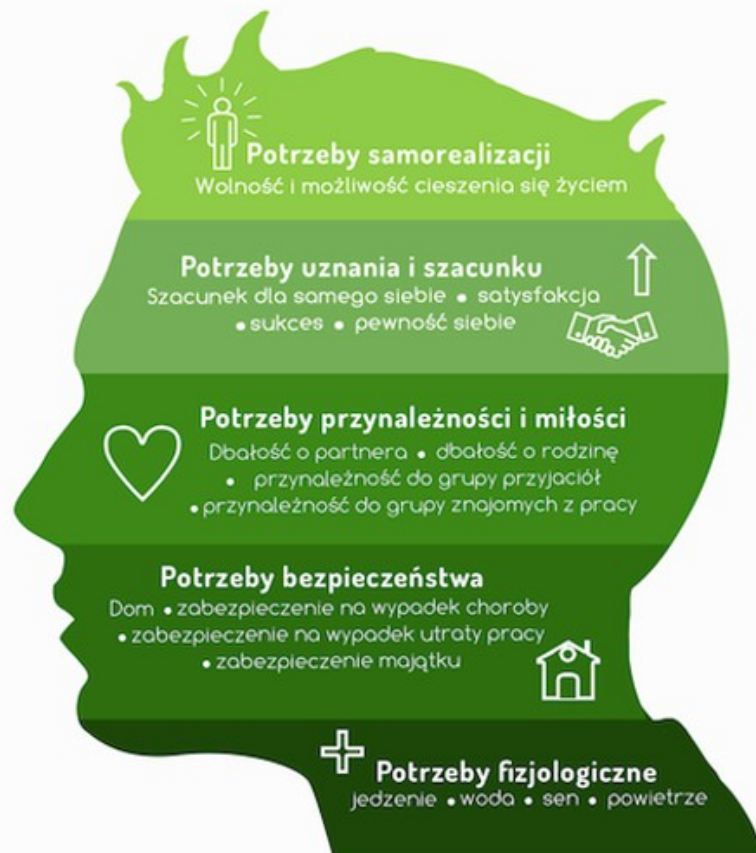 Potrzeby samorealizacji
Wolność i możliwość cieszenia się życiem
Potrzeby uznania i szacunku
Szacunek dla samego siebie • satysfakcja
• sukces • pewność siebie
Potrzeby przynależności i miłości
Dbałość o partnera • dbałość o rodzinę
• przynależność do grupy przyjaciół
• przynależność do grupy znajomych z pracy
Potrzeby bezpieczeństwa
Dom • zabezpieczenie na wypadek choroby
• zabezpieczenie na wypadek utraty pracy
• zabezpieczenie majątku
Potrzeby fizjologiczne
jedzenie • woda • sen • powietrze